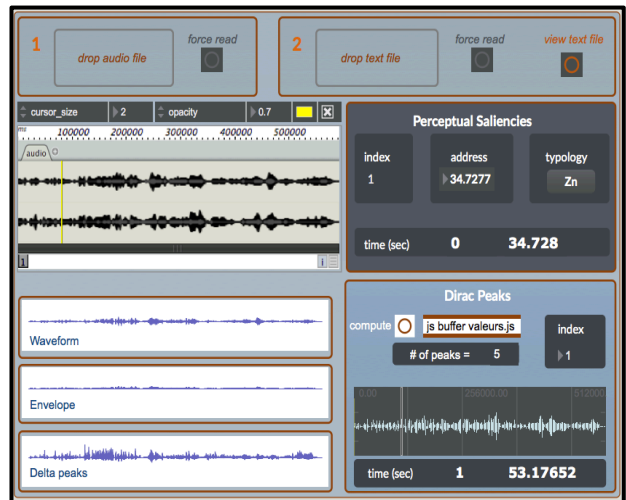 1
drop audio file
force read
2
drop text file
force read
view text file
cursor_size 2 opacity 0.7
ms 100000 200000 300000 400000 500000
audio
1
i
Perceptual Saliencies
index address typology
1 34.7277 Zn
time (sec) 0 34.728
Waveform
Envelope
Delta peaks
Dirac Peaks
compute js buffer valeurs.js index
# of peaks = 5 1
0.00 256000.00 512000
time (sec) 1 53.17652